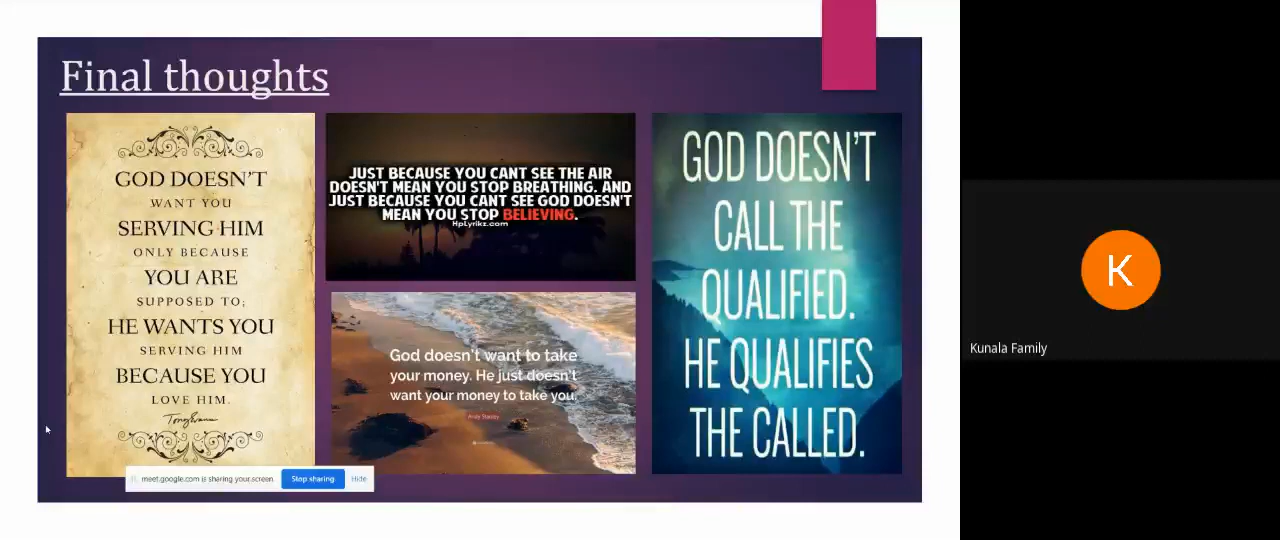 Final thoughts
GOD DOESN'T
WANT YOU
SERVING HIM
ONLY BECAUSE
YOU ARE
SUPPOSED TO;
HE WANTS YOU
SERVING HIM
BECAUSE YOU
LOVE HIM.
Tony Evans
JUST BECAUSE YOU CANT SEE THE AIR
DOESN'T MEAN YOU STOP BREATHING. AND
JUST BECAUSE YOU CANT SEE GOD DOESN'T
MEAN YOU STOP BELIEVING.
HpLyrikz.com
God doesn't want to take
your money. He just doesn't
want your money to take you.
Andy Stanley
GOD DOESN'T
CALL THE
QUALIFIED.
HE QUALIFIES
THE CALLED.
meet.google.com is sharing your screen.
Stop sharing
Hide
K
Kunala Family